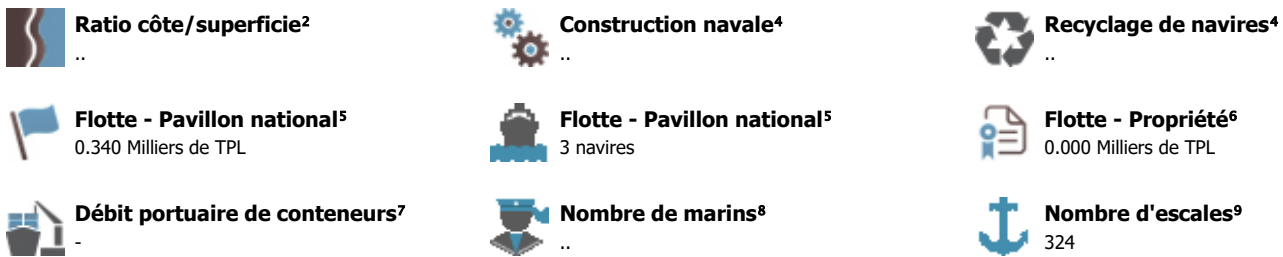 Ratio côte/superficie²
..
Construction navale⁴
..
Recyclage de navires⁴
..
Flotte - Pavillon national⁵
0.340 Milliers de TPL
Flotte - Pavillon national⁵
3 navires
Flotte - Propriété⁶
0.000 Milliers de TPL
Débit portuaire de conteneurs⁷
-
Nombre de marins⁸
..
Nombre d'escales⁹
324